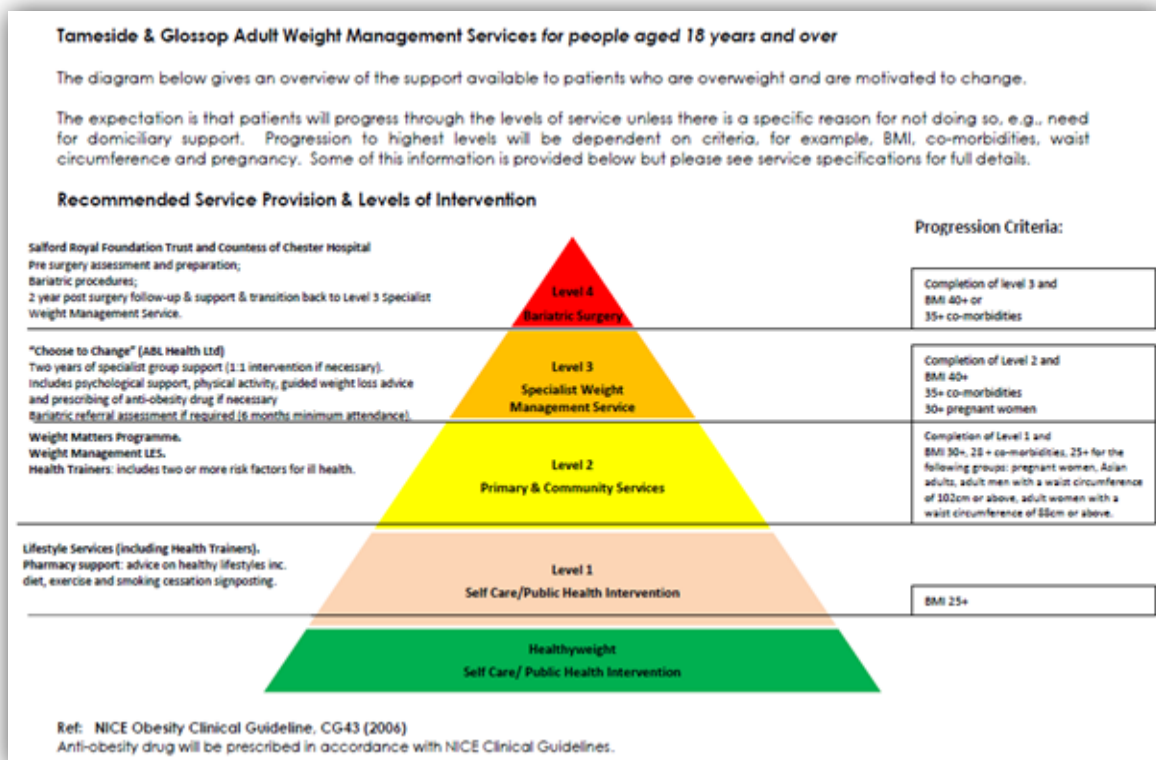 Tameside & Glossop Adult Weight Management Services for people aged 18 years and over
The diagram below gives an overview of the support available to patients who are overweight and are motivated to change.
The expectation is that patients will progress through the levels of service unless there is a specific reason for not doing so, e.g., need
for domiciliary support. Progression to highest levels will be dependent on criteria, for example, BMI, co-morbidities, waist
circumference and pregnancy. Some of this information is provided below but please see service specifications for full details.
Recommended Service Provision & Levels of Intervention
Progression Criteria:
Salford Royal Foundation Trust and Countess of Chester Hospital
Pre surgery assessment and preparation;
Bariatric procedures;
2 year post surgery follow-up & support & transition back to Level 3 Specialist
Weight Management Service.
Level 4
Bariatric Surgery
Completion of level 3 and
BMI 40+ or
35+ co-morbidities
"Choose to Change" (ABL Health Ltd)
Two years of specialist group support (1:1 intervention if necessary).
Includes psychological support, physical activity, guided weight loss advice
and prescribing of anti-obesity drug if necessary
Bariatric referral assessment if required (6 months minimum attendance).
Level 3
Specialist Weight
Management Service
Completion of Level 2 and
BMI 40+
35+ co-morbidities
30+ pregnant women
Weight Matters Programme.
Weight Management LES.
Health Trainers: includes two or more risk factors for ill health.
Level 2
Primary & Community Services
Completion of Level 1 and
BMI 30+, 28 + co-morbidities, 25+ for the
following groups: pregnant women, Asian
adults, adult men with a waist circumference
of 102cm or above, adult women with a
waist circumference of 88cm or above.
Lifestyle Services (including Health Trainers).
Pharmacy support: advice on healthy lifestyles inc.
diet, exercise and smoking cessation signposting.
Level 1
Self Care/Public Health Intervention
BMI 25+
Healthyweight
Self Care/ Public Health Intervention
Ref: NICE Obesity Clinical Guideline, CG43 (2006)
Anti-obesity drug will be prescribed in accordance with NICE Clinical Guidelines.